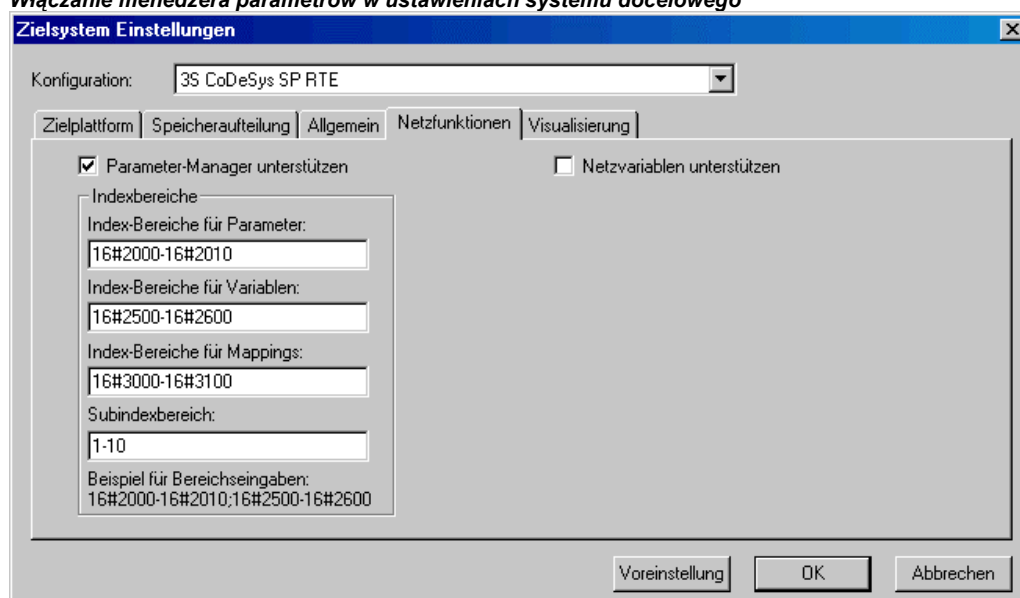 Włączanie menedżera parametrów w ustawieniach systemu docelowego
Zielsystem Einstellungen
Konfiguration: 3S CoDeSys SP RTE
Zielplattform Speicheraufteilung Allgemein Netzfunktionen Visualisierung
Parameter-Manager unterstützen Netzvariablen unterstützen
Indexbereiche
Index-Bereiche für Parameter:
16#2000-16#2010
Index-Bereiche für Variablen:
16#2500-16#2600
Index-Bereiche für Mappings:
16#3000-16#3100
Subindexbereich:
1-10
Beispiel für Bereichseingaben:
16#2000-16#2010;16#2500-16#2600
Voreinstellung OK Abbrechen